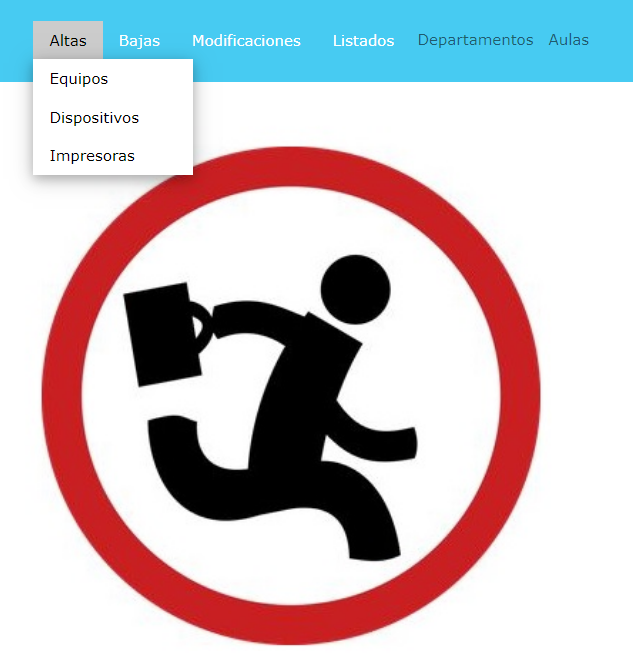 Altas Bajas Modificaciones Listados Departamentos Aulas
Equipos
Dispositivos
Impresoras